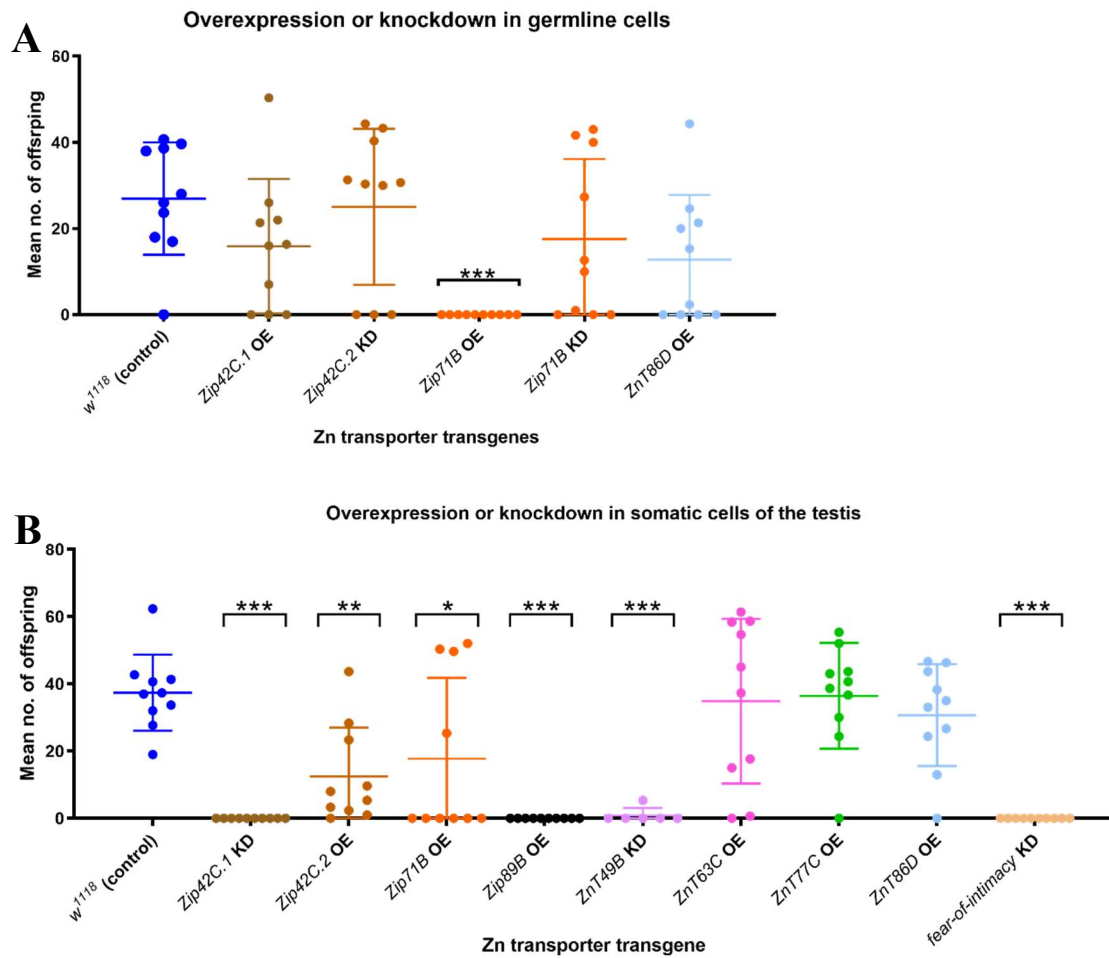 A
Overexpression or knockdown in germline cells
Mean no. of offsrping
60
40
20
0
***
w1118 (control)
Zip42C.1 OE
Zip42C.2 KD
Zip71B OE
Zip71B KD
ZnT86D OE
Zn transporter transgenes
B
Overexpression or knockdown in somatic cells of the testis
Mean no. of offspring
80
60
40
20
0
***
**
*
***
***
***
w1118 (control)
Zip42C.1 KD
Zip42C.2 OE
Zip71B OE
Zip89B OE
ZnT49B KD
ZnT63C OE
ZnT77C OE
ZnT86D OE
fear-of-intimacy KD
Zn transporter transgene